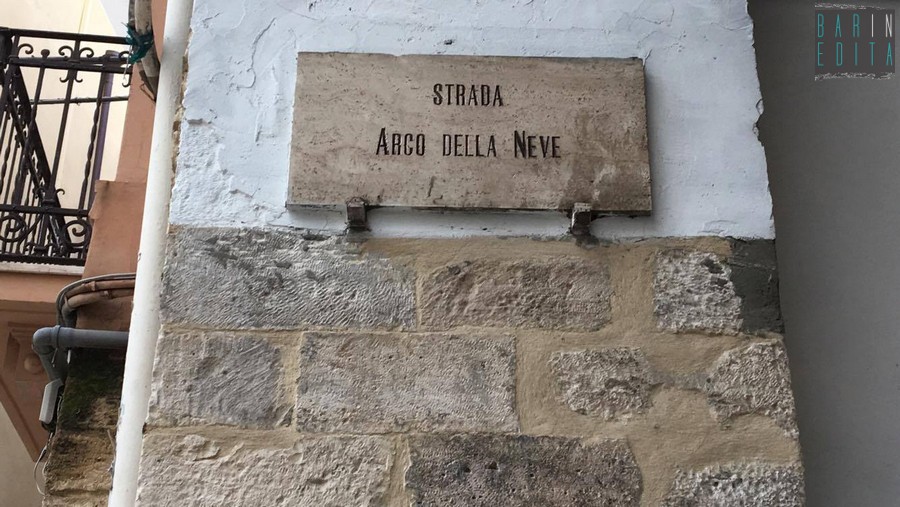 BARIN
EDITA
STRADA
ARCO DELLA NEVE